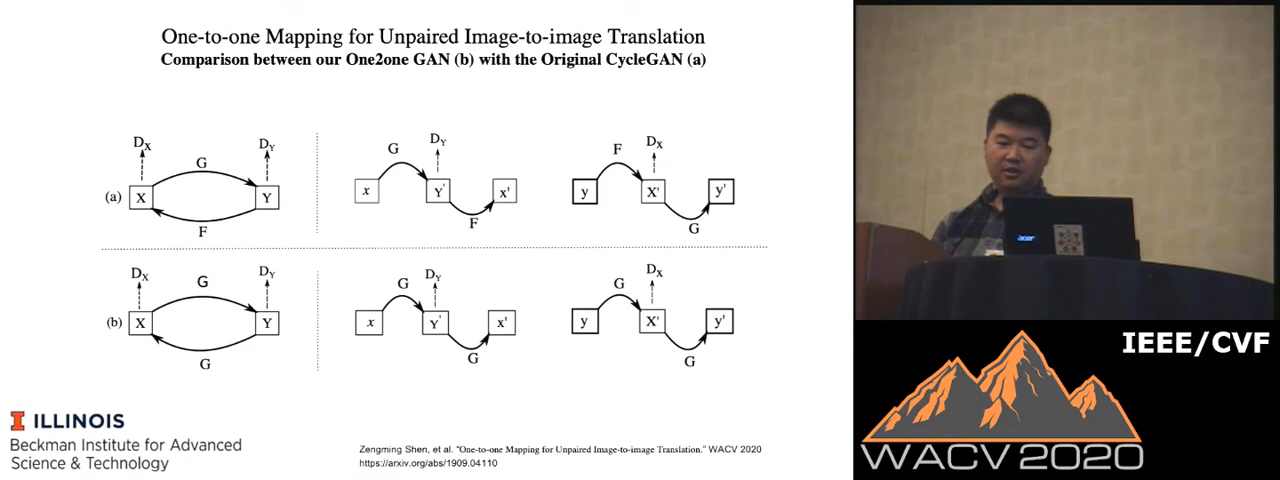 One-to-one Mapping for Unpaired Image-to-image Translation
Comparison between our One2one GAN (b) with the Original CycleGAN (a)
DX G DY
(a) X Y
F
G DY
x Y' x'
F
F DX
y X' y'
G
DX G DY
(b) X Y
G
G DY
x Y' x'
G
G DX
y X' y'
G
ILLINOIS
Beckman Institute for Advanced
Science & Technology
Zengming Shen, et al. "One-to-one Mapping for Unpaired Image-to-image Translation." WACV 2020
https://arxiv.org/abs/1909.04110
acer
IEEE/CVF
WACV 2020